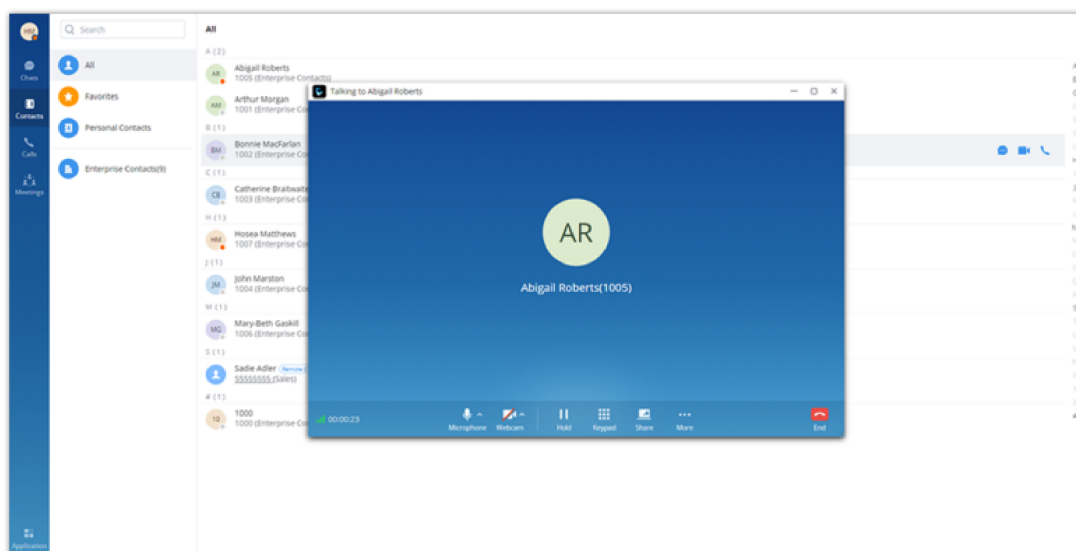 HM
Search
All
Chats
All
Favorites
Contacts
Personal Contacts
Calls
Enterprise Contacts(9)
Meetings
Application
A (2)
AR
Abigail Roberts
1005 (Enterprise Contacts)
AM
Arthur Morgan
1001 (Enterprise Co
B (1)
BM
Bonnie MacFarlan
1002 (Enterprise Co
C (1)
CB
Catherine Braitwaite
1003 (Enterprise Co
H (1)
HM
Hosea Matthews
1007 (Enterprise Co
J (1)
JM
John Marston
1004 (Enterprise Co
M (1)
MG
Mary-Beth Gaskill
1006 (Enterprise Co
S (1)
Sadie Adler Remote
55555555 (Sales)
# (1)
10
1000
1000 (Enterprise Co
Talking to Abigail Roberts
AR
Abigail Roberts(1005)
00:00:23
Microphone Webcam Hold Keypad Share More End